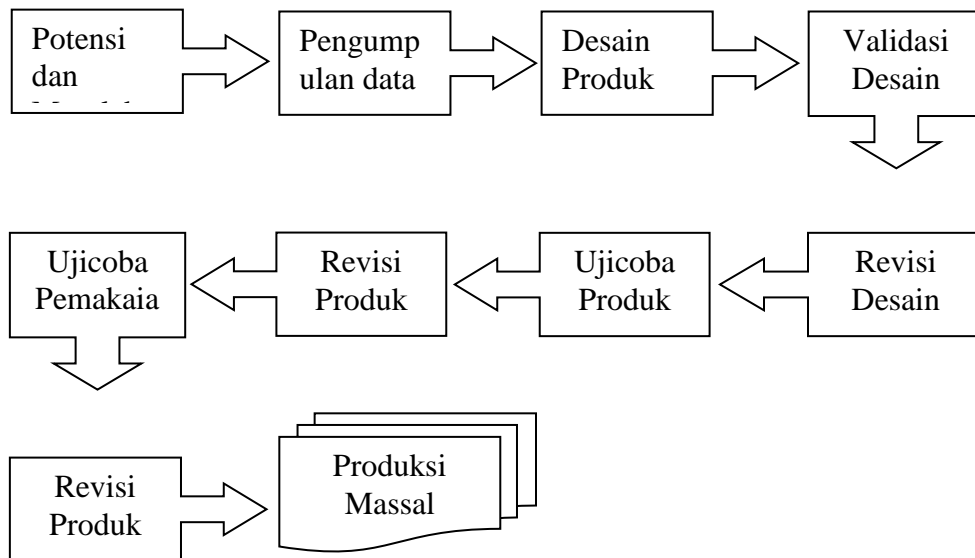 Potensi
dan
Pengump
ulan data
Desain
Produk
Validasi
Desain
Ujicoba
Pemakaia
Revisi
Produk
Ujicoba
Produk
Revisi
Desain
Revisi
Produk
Produksi
Massal